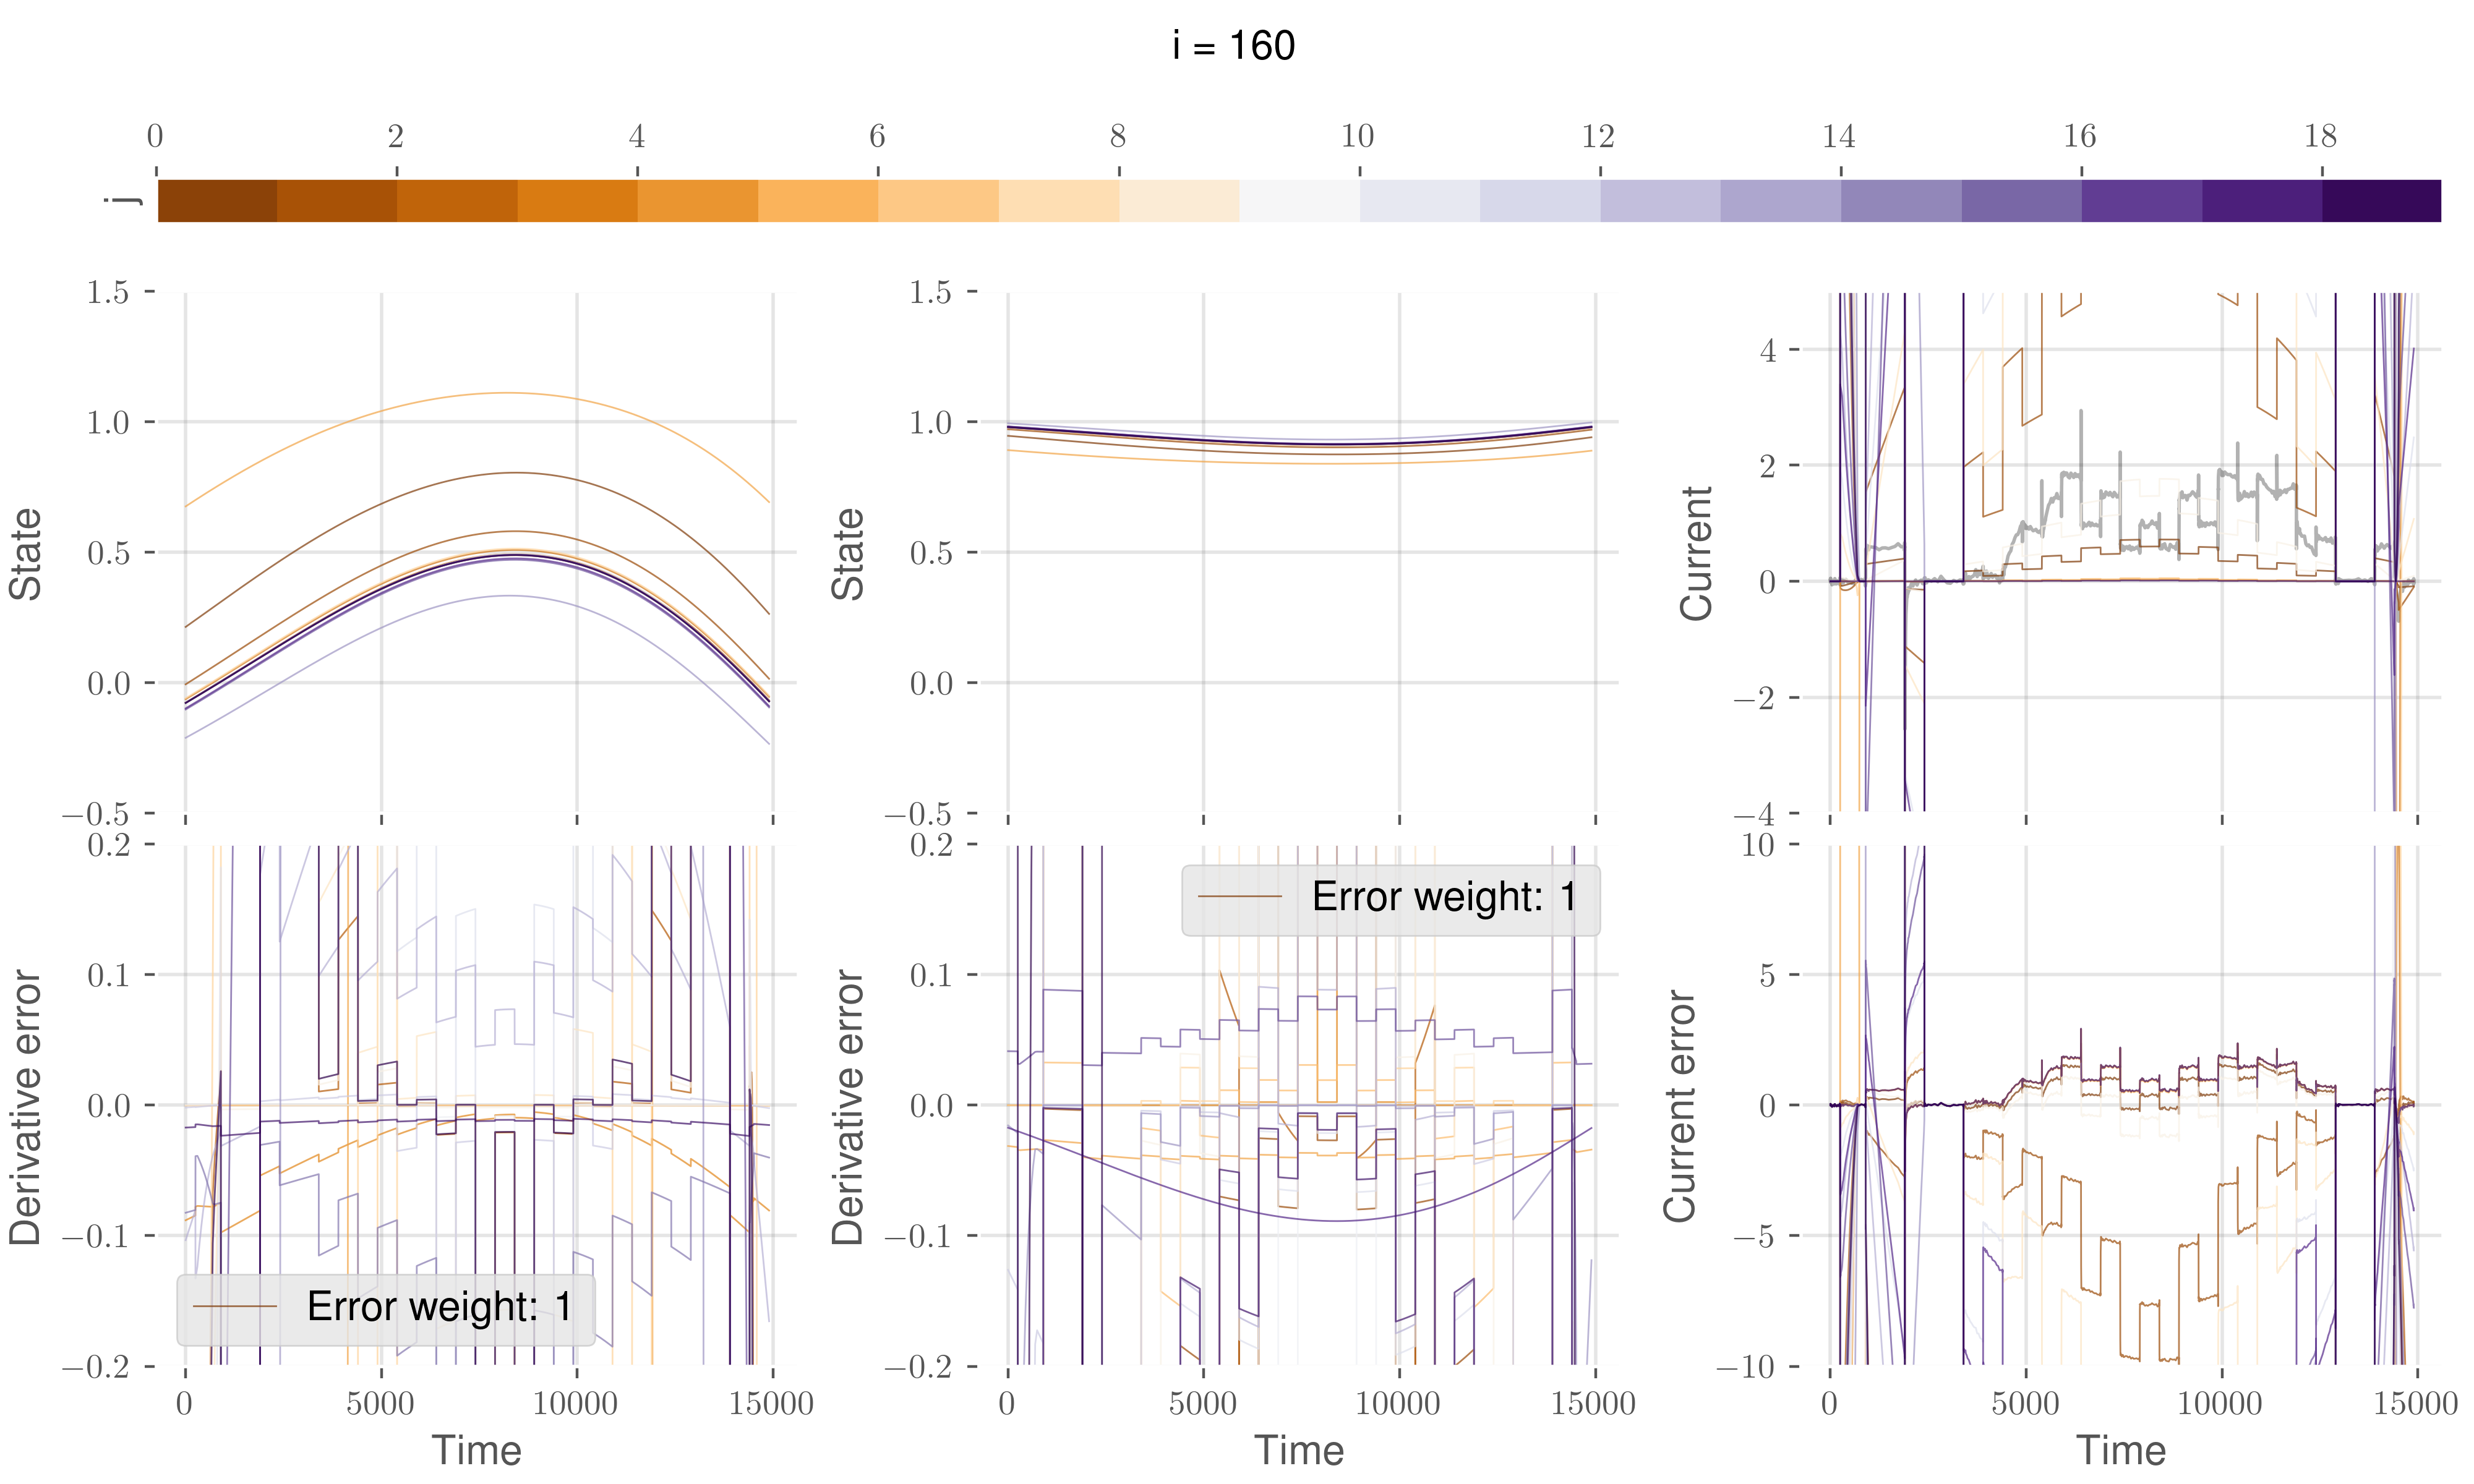 i = 160
0 2 4 6 8 10 12 14 16 18
j
1.5 1.0 0.5 0.0 −0.5
State
1.5 1.0 0.5 0.0 −0.5
State
4 2 0 −2 −4
Current
0.2 0.1 0.0 −0.1 −0.2
Derivative error
Error weight: 1
0 5000 10000 15000
Time
0.2 0.1 0.0 −0.1 −0.2
Derivative error
Error weight: 1
0 5000 10000 15000
Time
10 5 0 −5 −10
Current error
0 5000 10000 15000
Time